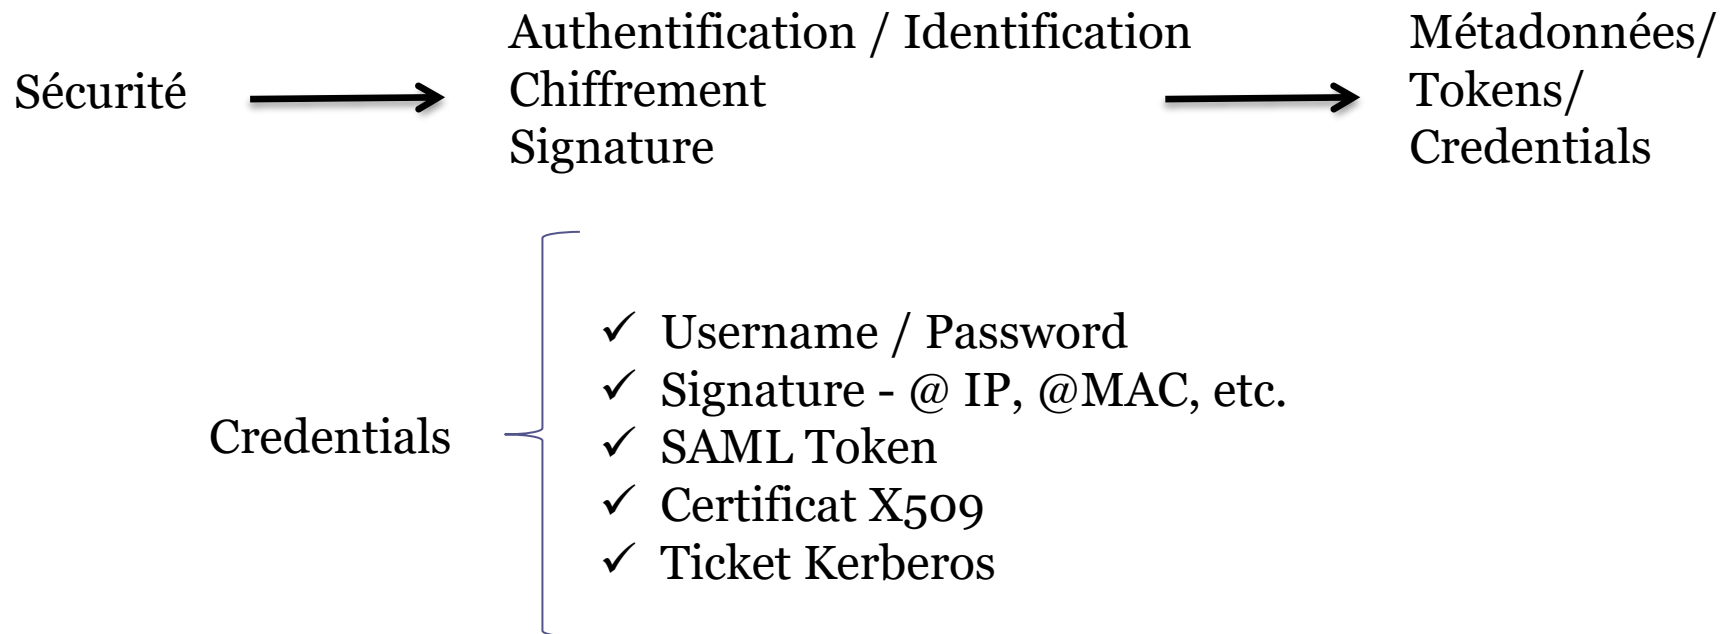 Sécurité
Authentification / Identification
Chiffrement
Signature
Métadonnées/
Tokens/
Credentials
Credentials
✓ Username / Password
✓ Signature - @ IP, @MAC, etc.
✓ SAML Token
✓ Certificat X509
✓ Ticket Kerberos